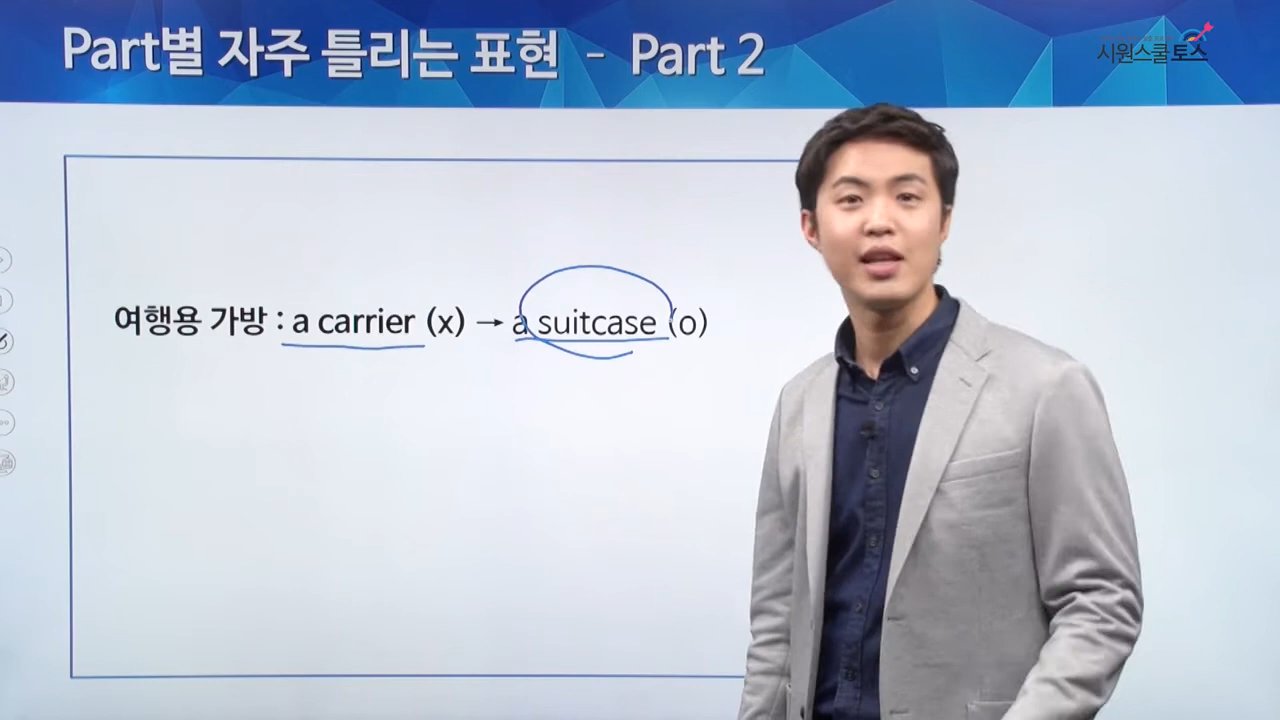 Part별 자주 틀리는 표현 - Part 2
시원스쿨토스
여행용 가방 : a carrier (x) → a suitcase (o)